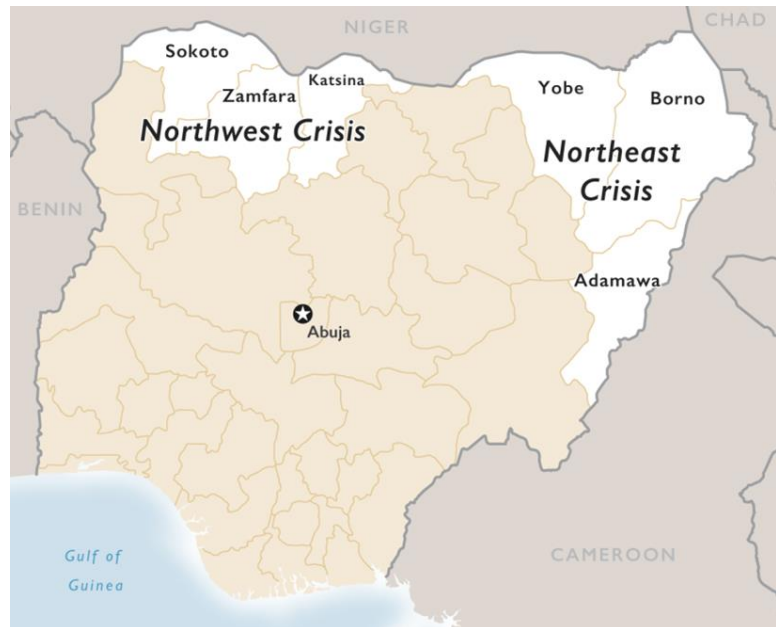 NIGER
CHAD
Sokoto
Katsina
Zamfara
Yobe
Borno
Northwest Crisis
Northeast
Crisis
BENIN
Adamawa
Abuja
Gulf of
Guinea
CAMEROON